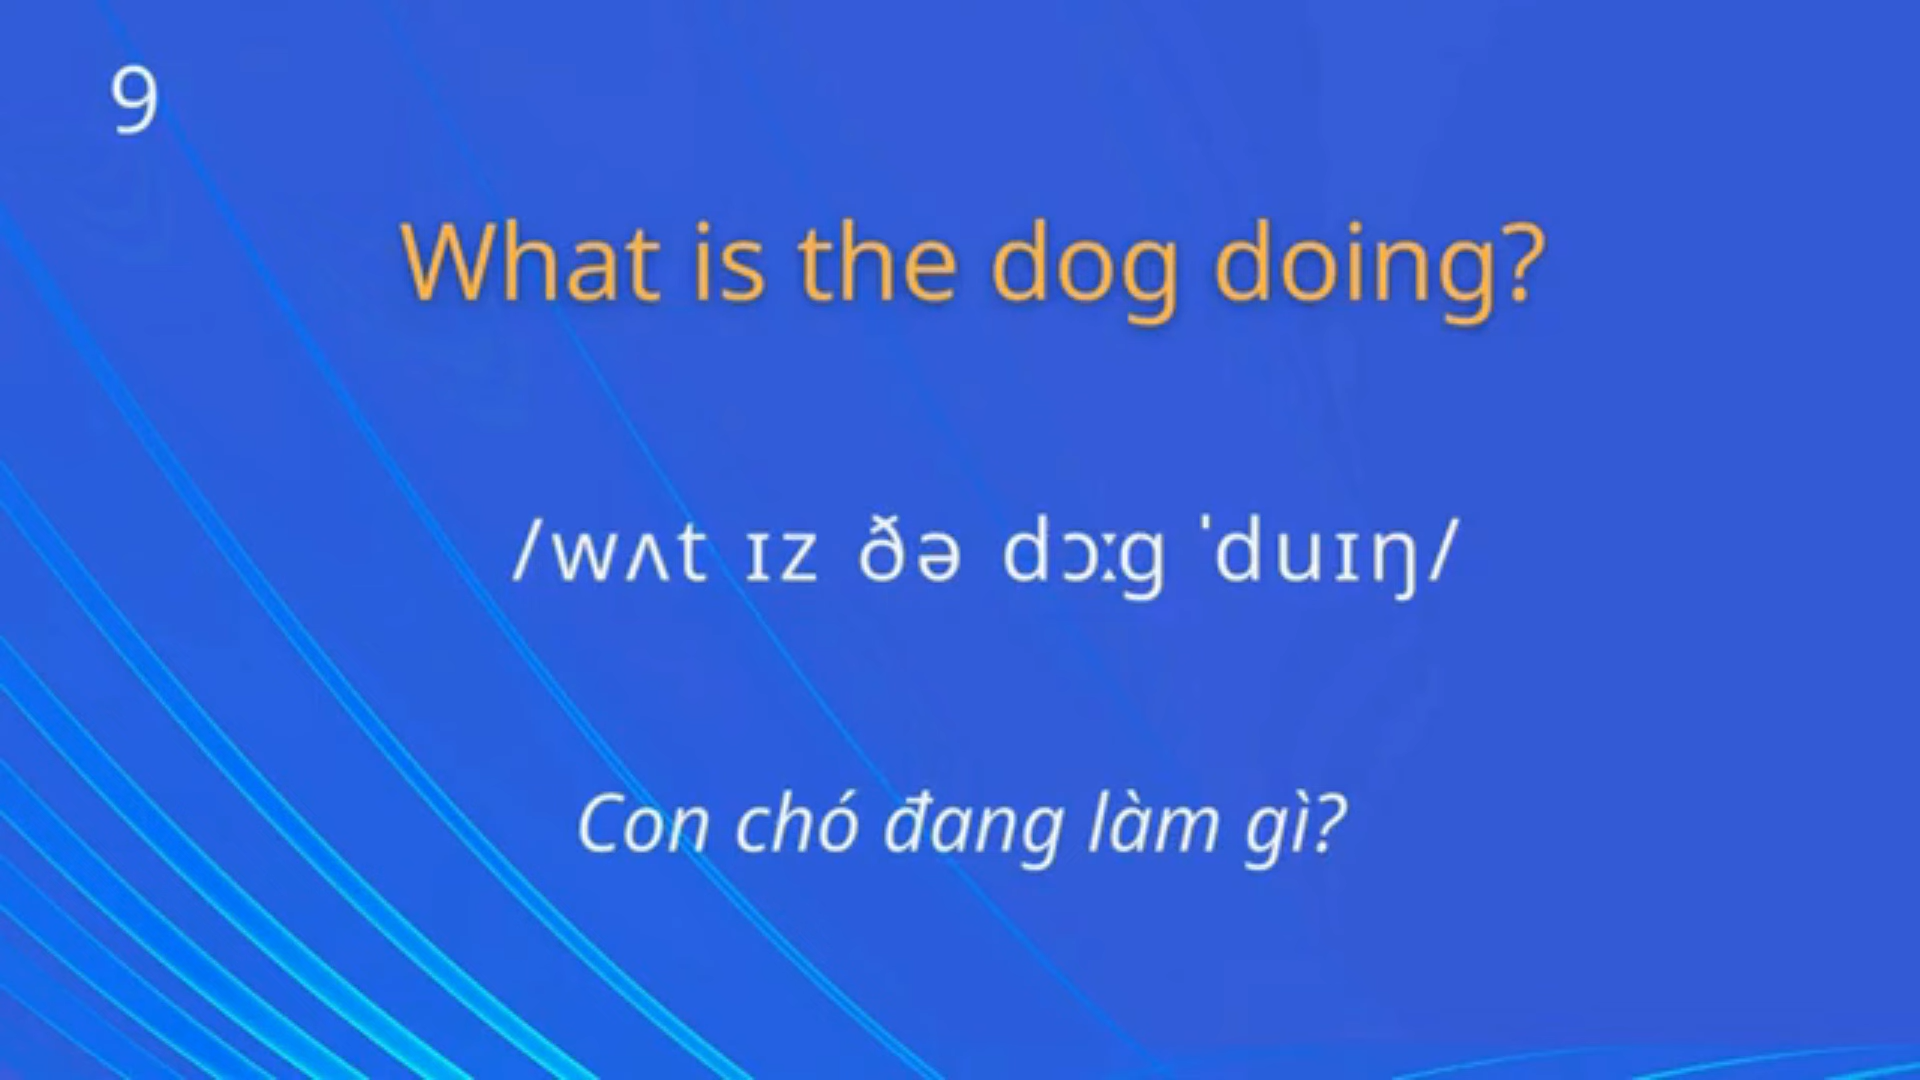 9
What is the dog doing?
/wʌt ɪz ðə dɔːg ˈduɪŋ/
Con chó đang làm gì?